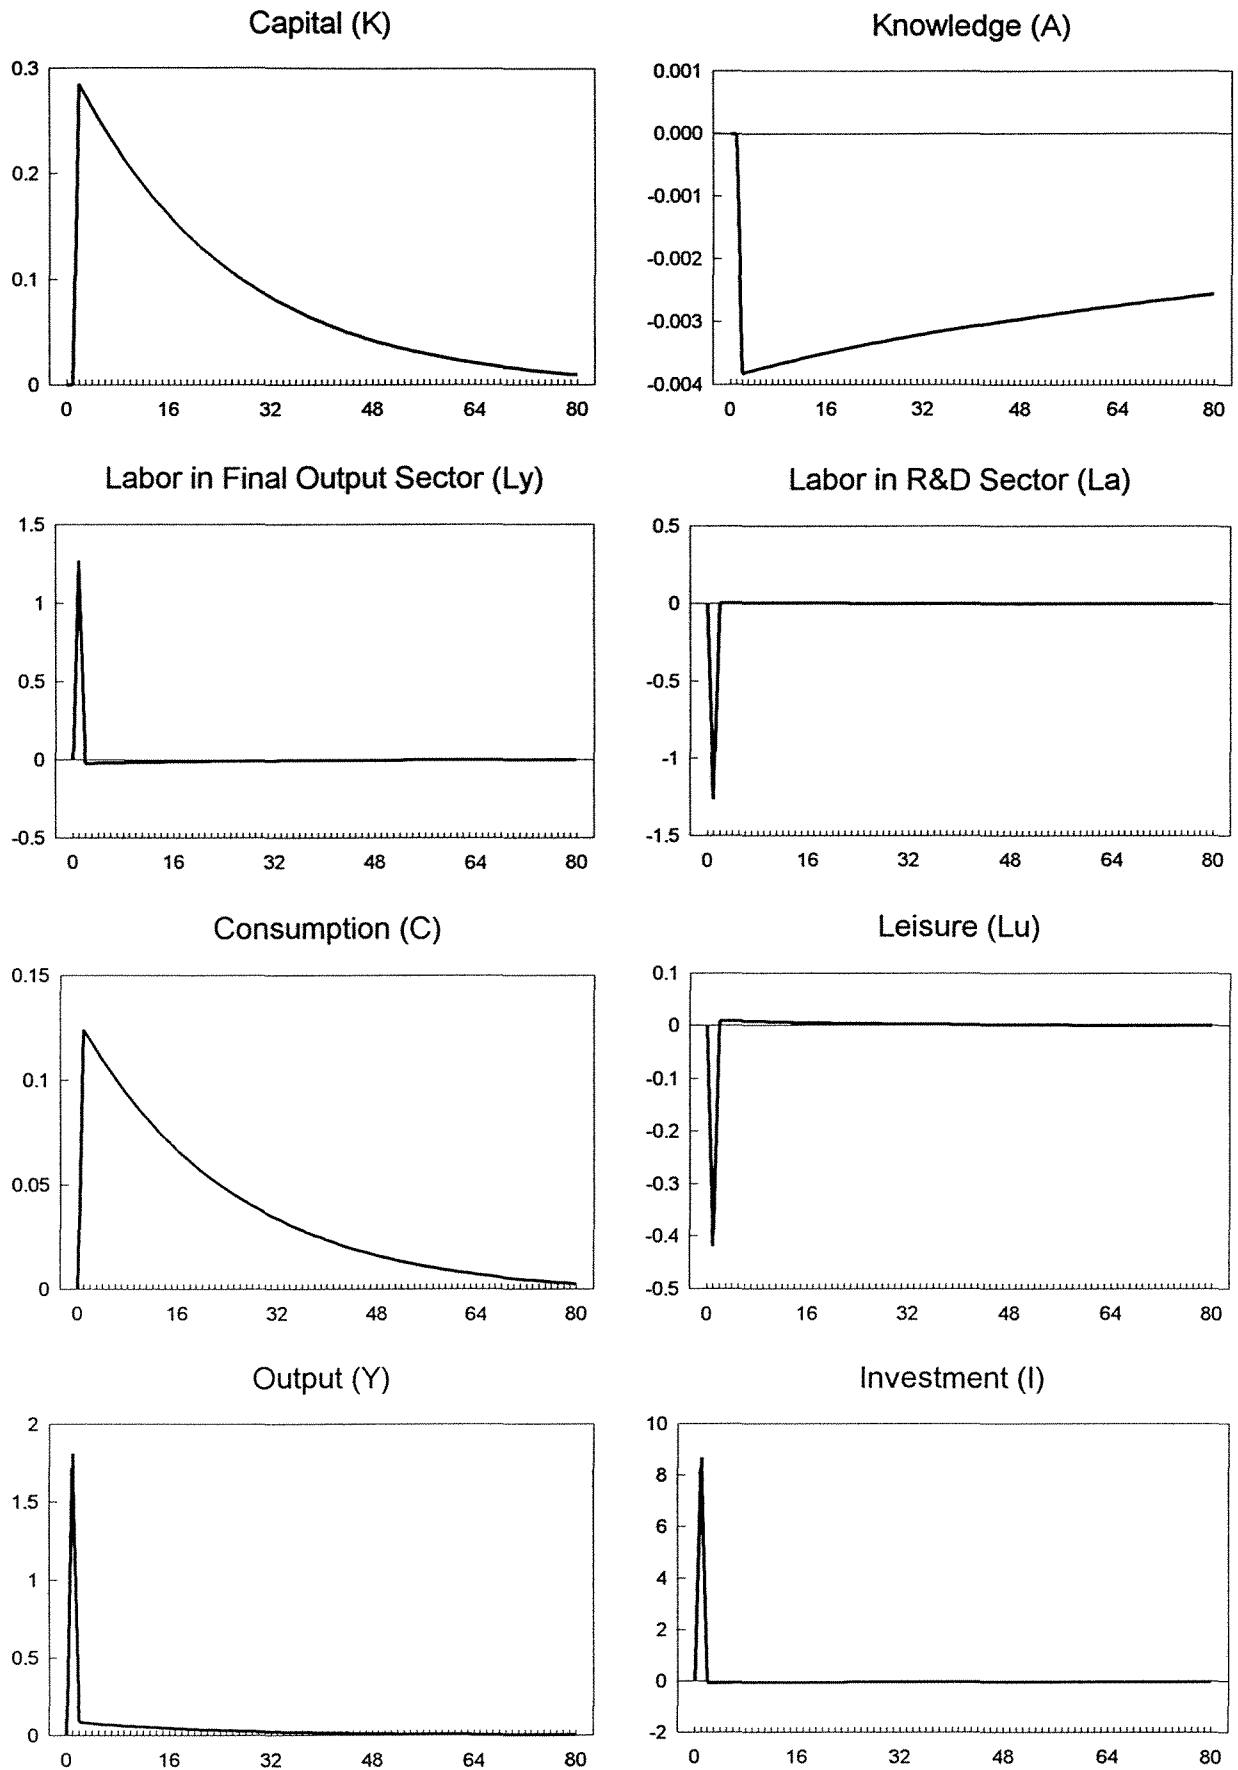 Capital (K)
0.3
0.2
0.1
0
0 16 32 48 64 80
Knowledge (A)
0.001
0.000
-0.001
-0.002
-0.003
-0.004
0 16 32 48 64 80
Labor in Final Output Sector (Ly)
1.5
1
0.5
0
-0.5
0 16 32 48 64 80
Labor in R&D Sector (La)
0.5
0
-0.5
-1
-1.5
0 16 32 48 64 80
Consumption (C)
0.15
0.1
0.05
0
0 16 32 48 64 80
Leisure (Lu)
0.1
0
-0.1
-0.2
-0.3
-0.4
-0.5
0 16 32 48 64 80
Output (Y)
2
1.5
1
0.5
0
0 16 32 48 64 80
Investment (I)
10
8
6
4
2
0
-2
0 16 32 48 64 80